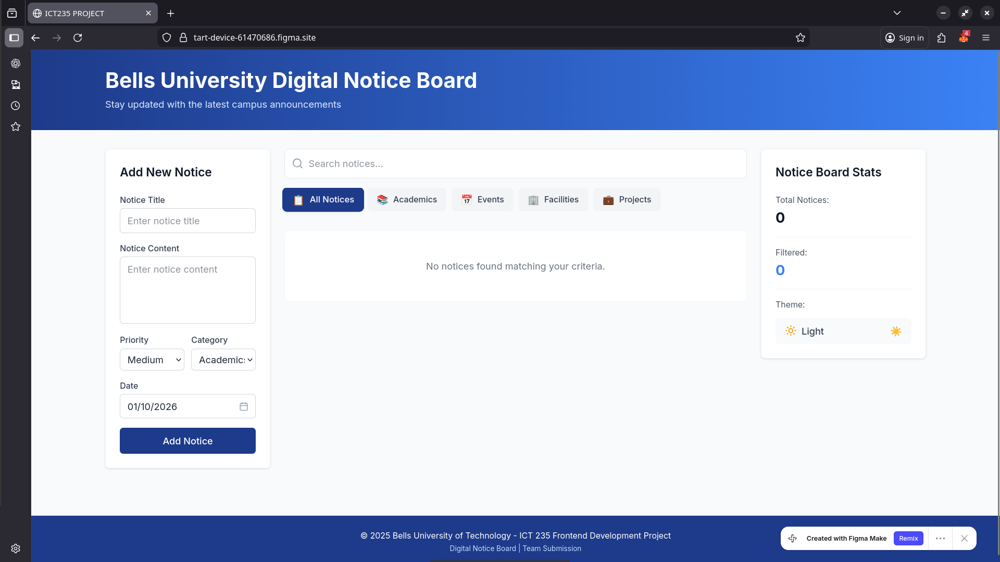 ICT235 PROJECT
tart-device-61470686.figma.site
Sign in
4
Bells University Digital Notice Board
Stay updated with the latest campus announcements
Add New Notice
Notice Title
Enter notice title
Notice Content
Enter notice content
Priority
Category
Medium
Academics
Date
01/10/2026
Add Notice
Search notices...
All Notices
Academics
Events
Facilities
Projects
No notices found matching your criteria.
Notice Board Stats
Total Notices:
0
Filtered:
0
Theme:
Light
© 2025 Bells University of Technology - ICT 235 Frontend Development Project
Digital Notice Board | Team Submission
Created with Figma Make
Remix